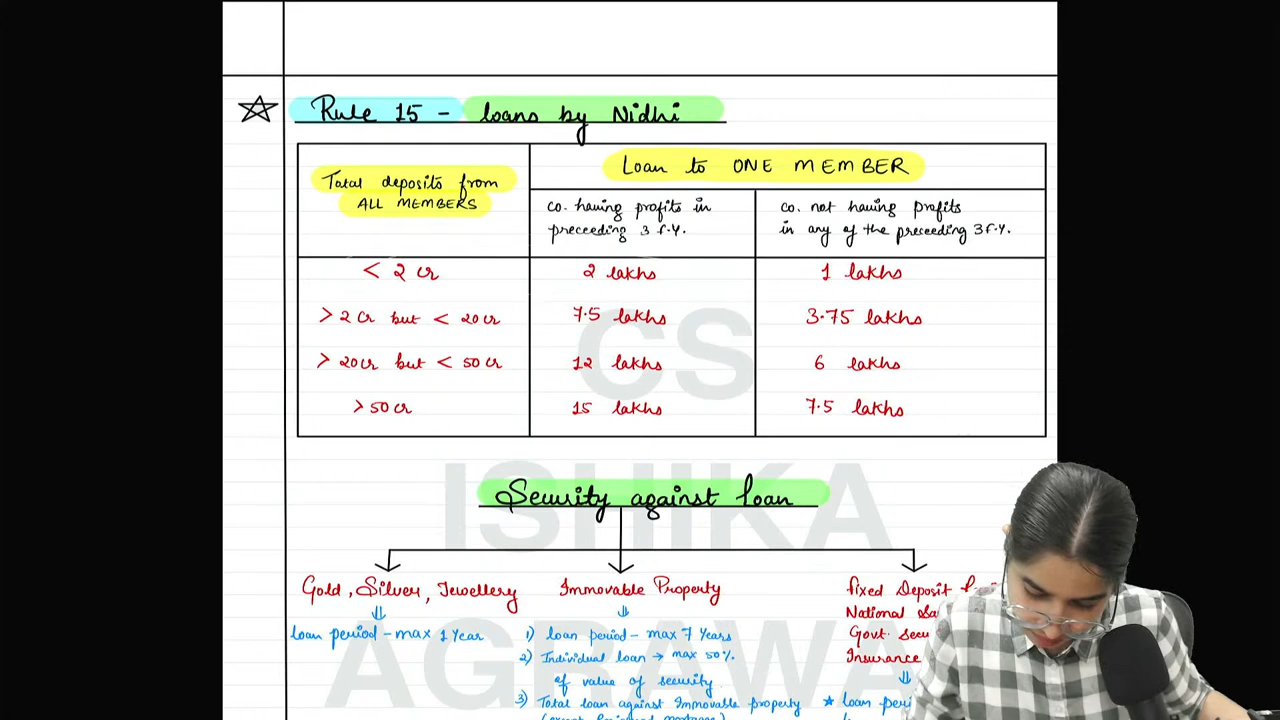 Rule 15 - loans by Nidhi
Total deposits from
ALL MEMBERS
Loan to ONE MEMBER
co. having profits in
preceeding 3 f.Y.
co. not having profits
in any of the preceeding 3 f.Y.
< 2 cr
2 lakhs
1 lakhs
> 2 Cr but < 20 cr
7.5 lakhs
3.75 lakhs
> 20cr but < 50 cr
12 lakhs
6 lakhs
> 50 cr
15 lakhs
7.5 lakhs
Security against loan
Gold, Silver, Jewellery
loan period - max 1 Year
Immovable Property
1) loan period - max 7 Years
2) Individual loan → max 50%
of value of security
3) Total loan against Immovable property
fixed Deposit
National
Govt.
Insurance
loan
CS
ISHIKA
AGRAWA